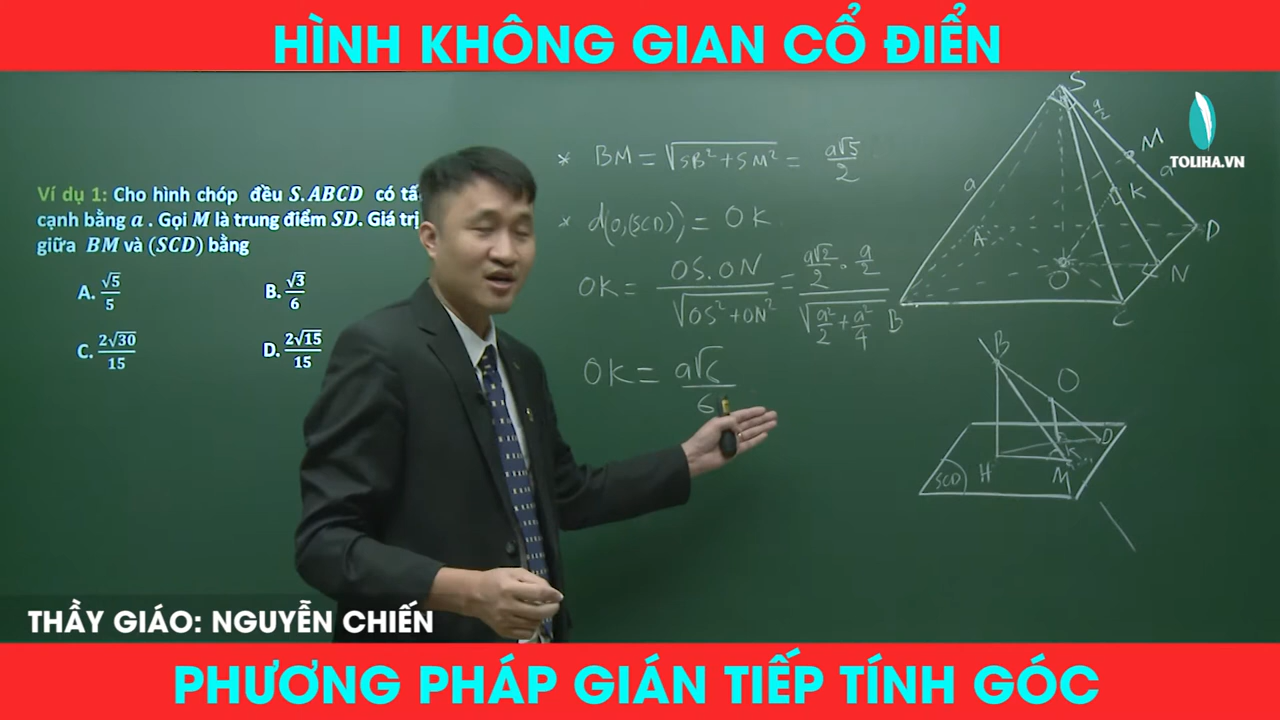 HÌNH KHÔNG GIAN CỔ ĐIỂN
TOLIHA.VN
Ví dụ 1: Cho hình chóp đều S.ABCD có
cạnh bằng a . Gọi M là trung điểm SD. Giá trị
giữa BM và (SCD) bằng
A. √5/5
B. √3/6
C. 2√30/15
D. 2√15/15
* BM = √(SB² + SM²) = a√5/2
* d(O,(SCD)) = OK
OK = OS.ON/√(OS²+ON²) = (a√2/2 . a/2)/√(a²/2 + a²/4)
OK = a√6/6
S
a/2
M
a
a
K
A
D
O
N
B
C
B
O
D
K
H
M
SCD
THẦY GIÁO: NGUYỄN CHIẾN
PHƯƠNG PHÁP GIÁN TIẾP TÍNH GÓC